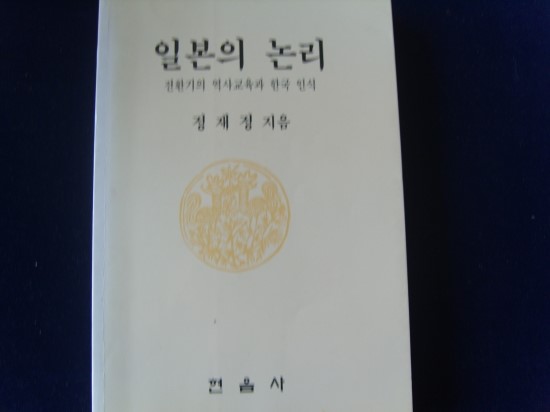 일본의 논리
전환기의 역사교육과 한국 인식
정 재 정 지음
현 음 사